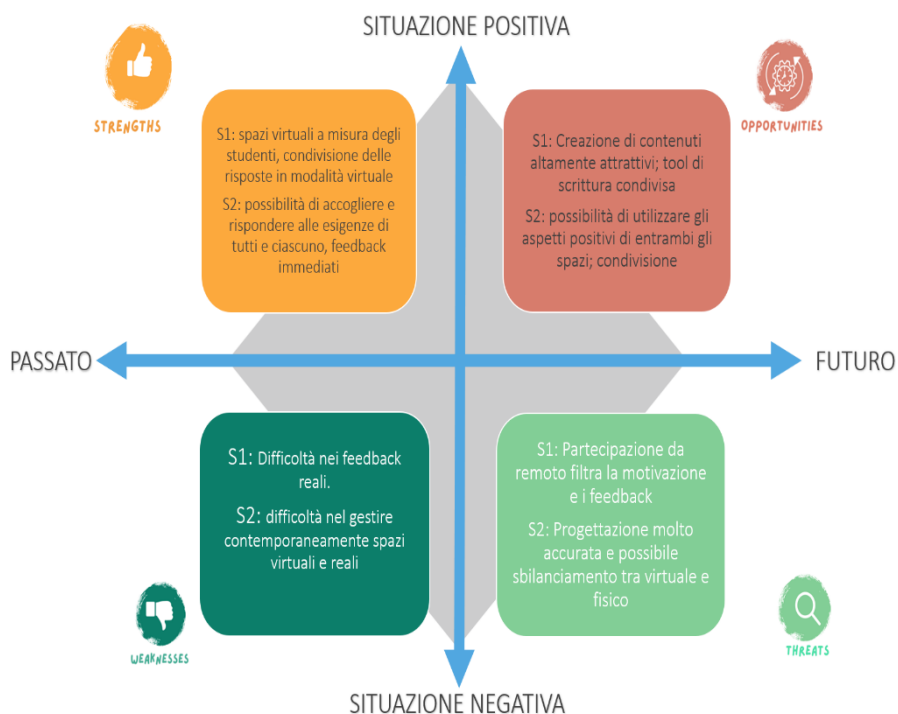 SITUAZIONE POSITIVA
STRENGTHS
S1: spazi virtuali a misura degli
studenti, condivisione delle
risposte in modalità virtuale
S2: possibilità di accogliere e
rispondere alle esigenze di
tutti e ciascuno, feedback
immediati
OPPORTUNITIES
S1: Creazione di contenuti
altamente attrattivi; tool di
scrittura condivisa
S2: possibilità di utilizzare gli
aspetti positivi di entrambi gli
spazi; condivisione
PASSATO
FUTURO
S1: Difficoltà nei feedback
reali.
S2: difficoltà nel gestire
contemporaneamente spazi
virtuali e reali
WEAKNESSES
S1: Partecipazione da
remoto filtra la motivazione
e i feedback
S2: Progettazione molto
accurata e possibile
sbilanciamento tra virtuale e
fisico
THREATS
SITUAZIONE NEGATIVA